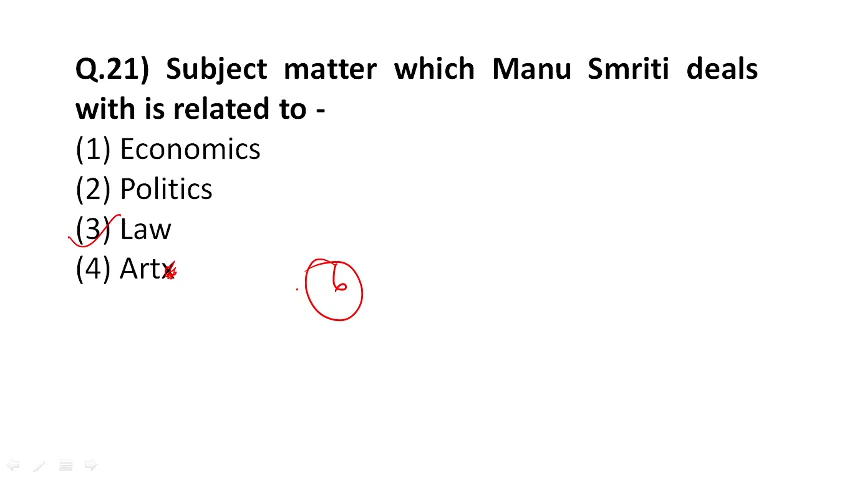 Q.21) Subject matter which Manu Smriti deals
with is related to -
(1) Economics
(2) Politics
(3) Law
(4) Art